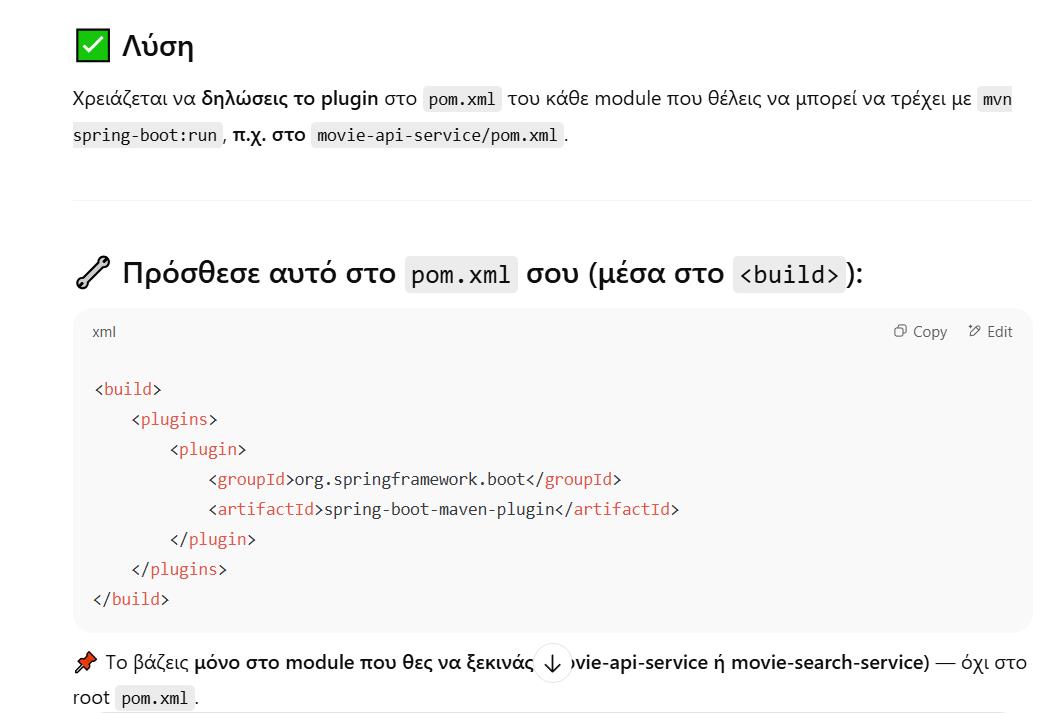 ✅ Λύση
Χρειάζεται να δηλώσεις το plugin στο pom.xml του κάθε module που θέλεις να μπορεί να τρέχει με mvn
spring-boot:run, π.χ. στο movie-api-service/pom.xml.
🔧 Πρόσθεσε αυτό στο pom.xml σου (μέσα στο <build>):
xml
Copy Edit
<build>
    <plugins>
        <plugin>
            <groupId>org.springframework.boot</groupId>
            <artifactId>spring-boot-maven-plugin</artifactId>
        </plugin>
    </plugins>
</build>
📌 Το βάζεις μόνο στο module που θες να ξεκινάς ovie-api-service ή movie-search-service) — όχι στο
root pom.xml.